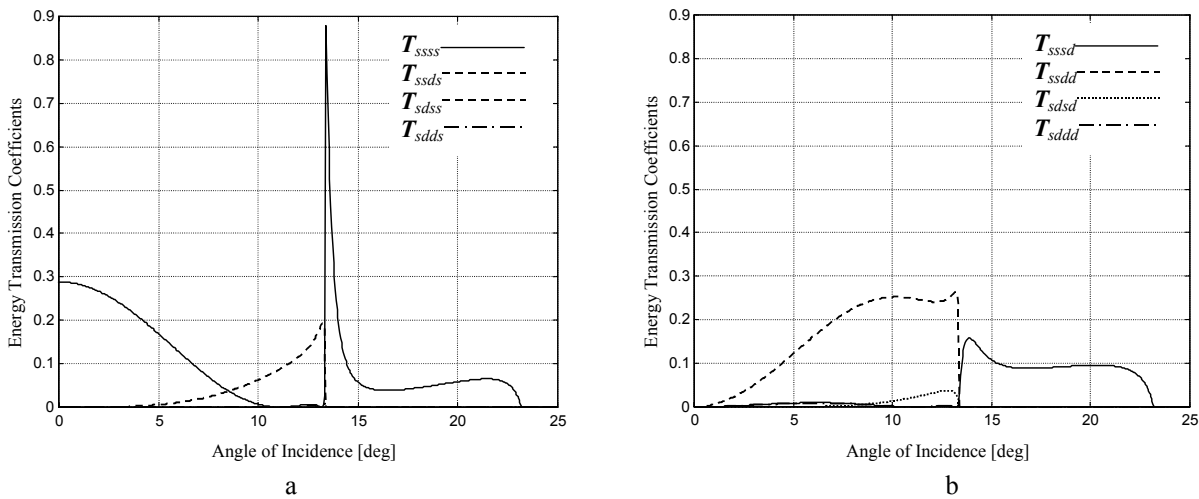 0.9
0.8
0.7
0.6
0.5
0.4
0.3
0.2
0.1
0
Energy Transmission Coefficients
T_ssss
T_ssds
T_sdss
T_sdds
0 5 10 15 20 25
Angle of Incidence [deg]
a
0.9
0.8
0.7
0.6
0.5
0.4
0.3
0.2
0.1
0
Energy Transmission Coefficients
T_sssd
T_ssdd
T_sdsd
T_sddd
0 5 10 15 20 25
Angle of Incidence [deg]
b